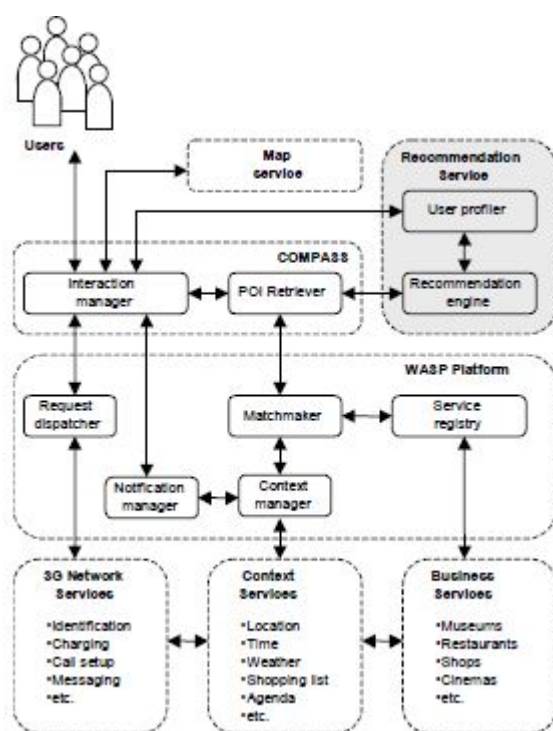 Users
Map
service
Recommendation
Service
User profiler
Recommendation
engine
COMPASS
Interaction
manager
POI Retriever
WASP Platform
Request
dispatcher
Matchmaker
Service
registry
Notification
manager
Context
manager
3G Network
Services
•Identification
•Charging
•Call setup
•Messaging
•etc.
Context
Services
•Location
•Time
•Weather
•Shopping list
•Agenda
etc.
Business
Services
•Museums
•Restaurants
•Shops
•Cinemas
•etc.